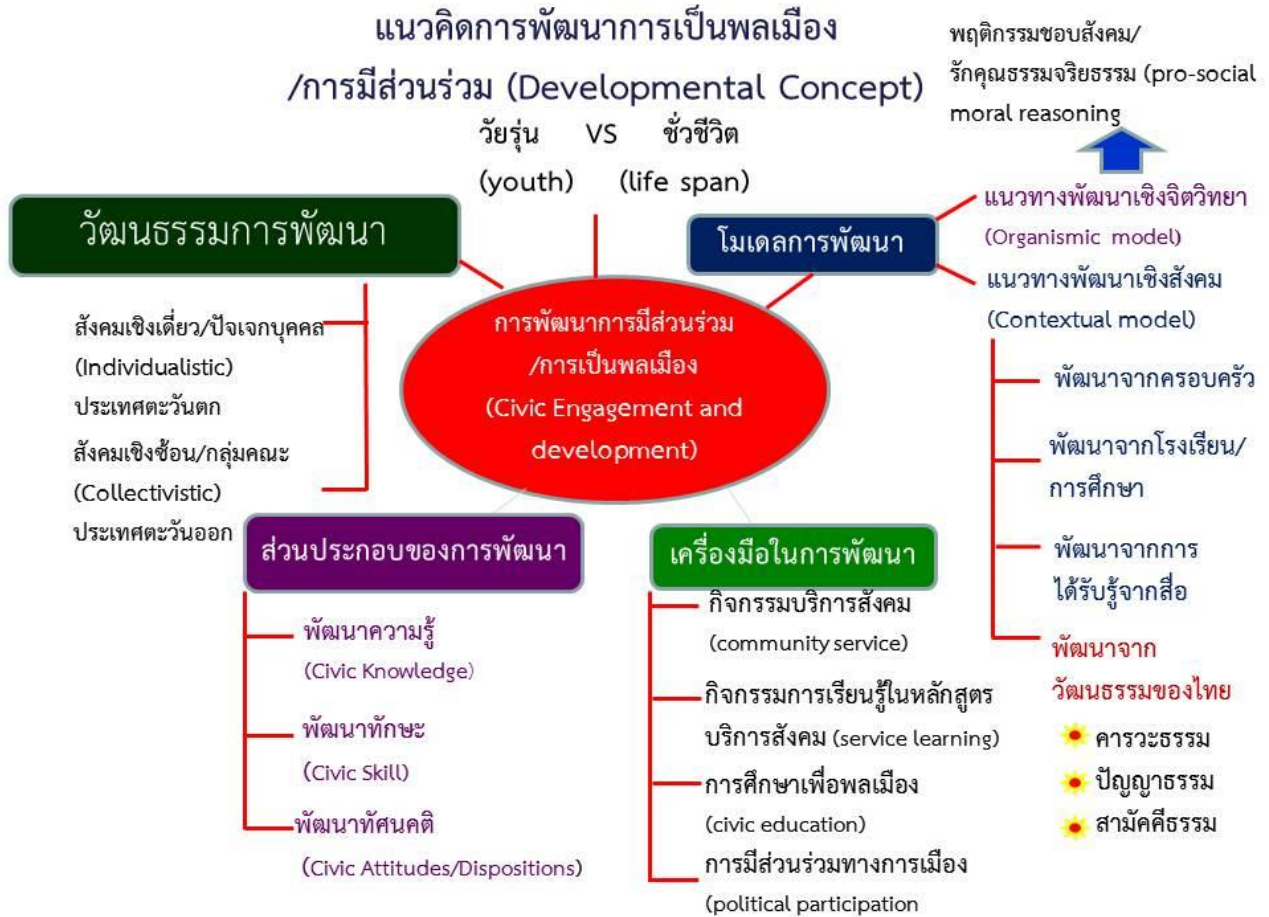 แนวคิดการพัฒนาการเป็นพลเมือง
/การมีส่วนร่วม (Developmental Concept)
วัยรุ่น VS ชั่วชีวิต
(youth) (life span)
พฤติกรรมชอบสังคม/
รักคุณธรรมจริยธรรม (pro-social
moral reasoning
วัฒนธรรมการพัฒนา
สังคมเชิงเดี่ยว/ปัจเจกบุคคล
(Individualistic)
ประเทศตะวันตก
สังคมเชิงซ้อน/กลุ่มคณะ
(Collectivistic)
ประเทศตะวันออก
โมเดลการพัฒนา
แนวทางพัฒนาเชิงจิตวิทยา
(Organismic model)
แนวทางพัฒนาเชิงสังคม
(Contextual model)
พัฒนาจากครอบครัว
พัฒนาจากโรงเรียน/
การศึกษา
พัฒนาจากการ
ได้รับรู้จากสื่อ
พัฒนาจาก
วัฒนธรรมของไทย
คารวะธรรม
ปัญญาธรรม
สามัคคีธรรม
การพัฒนาการมีส่วนร่วม
/การเป็นพลเมือง
(Civic Engagement and
development)
ส่วนประกอบของการพัฒนา
พัฒนาความรู้
(Civic Knowledge)
พัฒนาทักษะ
(Civic Skill)
พัฒนาทัศนคติ
(Civic Attitudes/Dispositions)
เครื่องมือในการพัฒนา
กิจกรรมบริการสังคม
(community service)
กิจกรรมการเรียนรู้ในหลักสูตร
บริการสังคม (service learning)
การศึกษาเพื่อพลเมือง
(civic education)
การมีส่วนร่วมทางการเมือง
(political participation